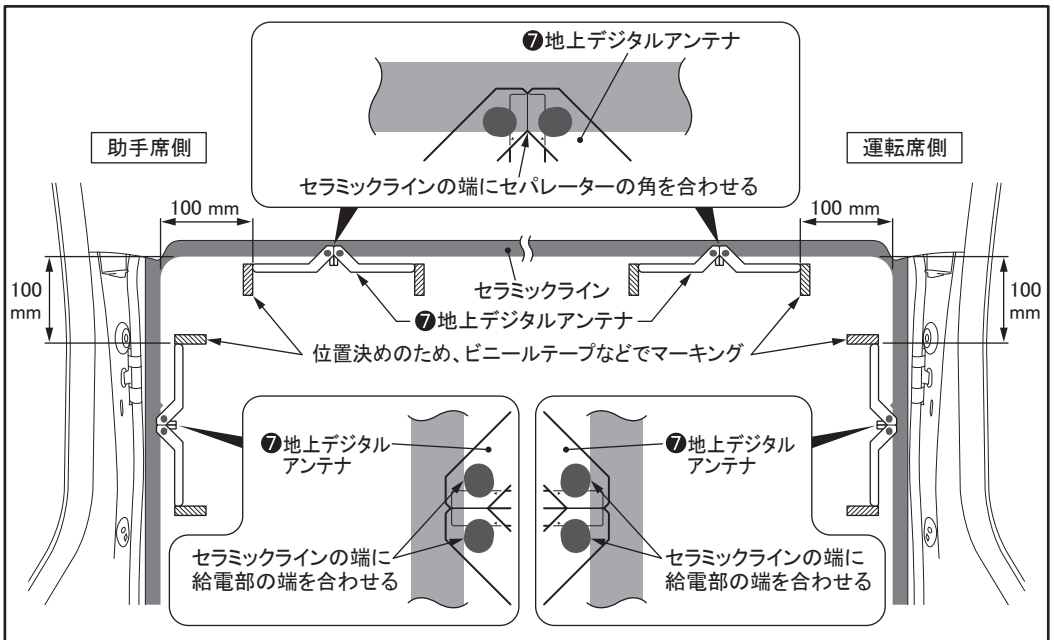 ❼地上デジタルアンテナ
助手席側
運転席側
セラミックラインの端にセパレーターの角を合わせる
100 mm
100 mm
100
mm
100
mm
セラミックライン
❼地上デジタルアンテナ
位置決めのため、ビニールテープなどでマーキング
❼地上デジタル
アンテナ
セラミックラインの端に
給電部の端を合わせる
❼地上デジタル
アンテナ
セラミックラインの端に
給電部の端を合わせる